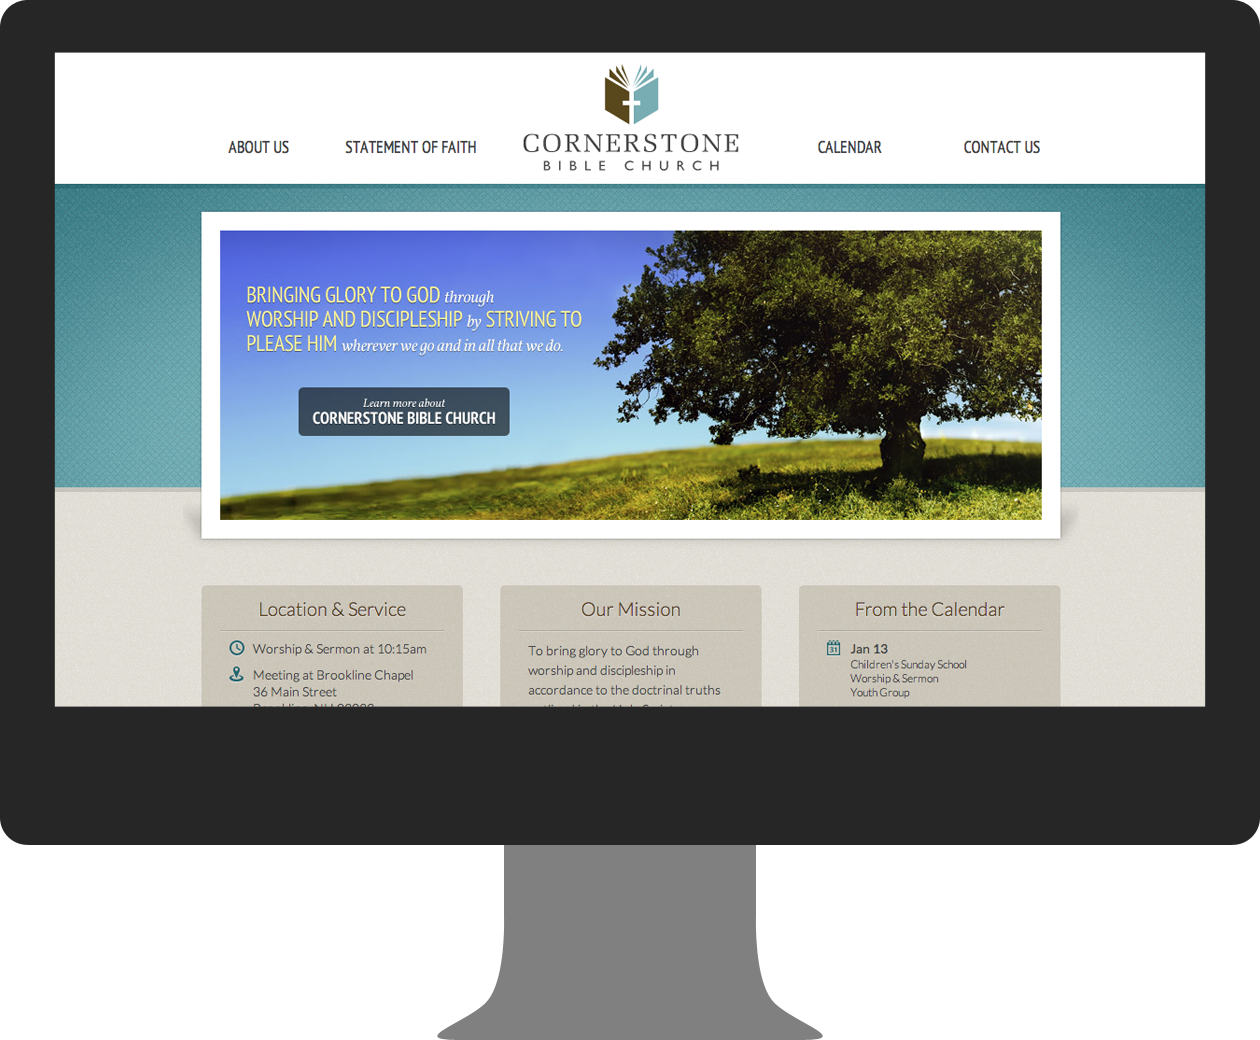 ABOUT US
STATEMENT OF FAITH
CORNERSTONE
BIBLE CHURCH
CALENDAR
CONTACT US
BRINGING GLORY TO GOD through
WORSHIP AND DISCIPLESHIP by STRIVING TO
PLEASE HIM wherever we go and in all that we do.
Learn more about
CORNERSTONE BIBLE CHURCH
Location & Service
Worship & Sermon at 10:15am
Meeting at Brookline Chapel
36 Main Street
Our Mission
To bring glory to God through
worship and discipleship in
accordance to the doctrinal truths
From the Calendar
31
Jan 13
Children's Sunday School
Worship & Sermon
Youth Group